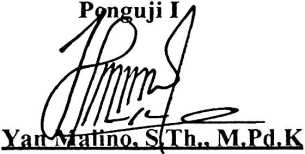 Penguji I
Yan Malino, S.Th., M.Pd.K